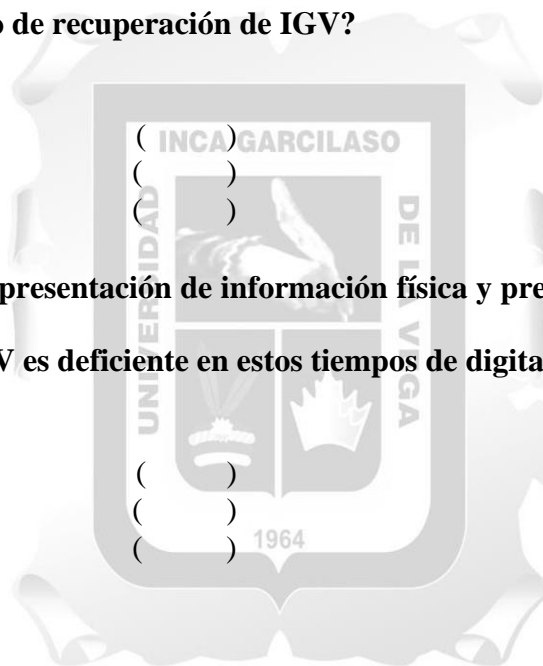 o de recuperación de IGV?
( )
INCA GARCILASO
( )
( )
UNIVERSIDAD
DE LA VEGA
presentación de información física y pre
V es deficiente en estos tiempos de digita
( )
( )
( )
1964